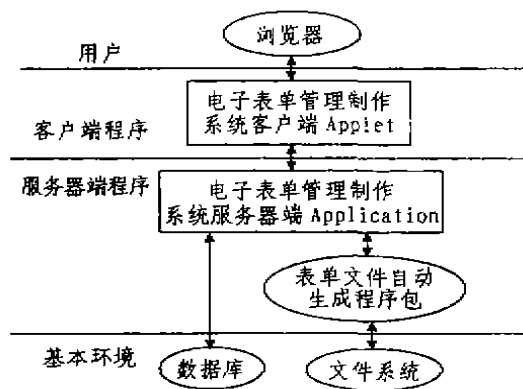 浏览器
用户
电子表单管理制作
系统客户端 Applet
客户端程序
服务器端程序
电子表单管理制作
系统服务器端 Application
表单文件自动
生成程序包
基本环境
数据库
文件系统